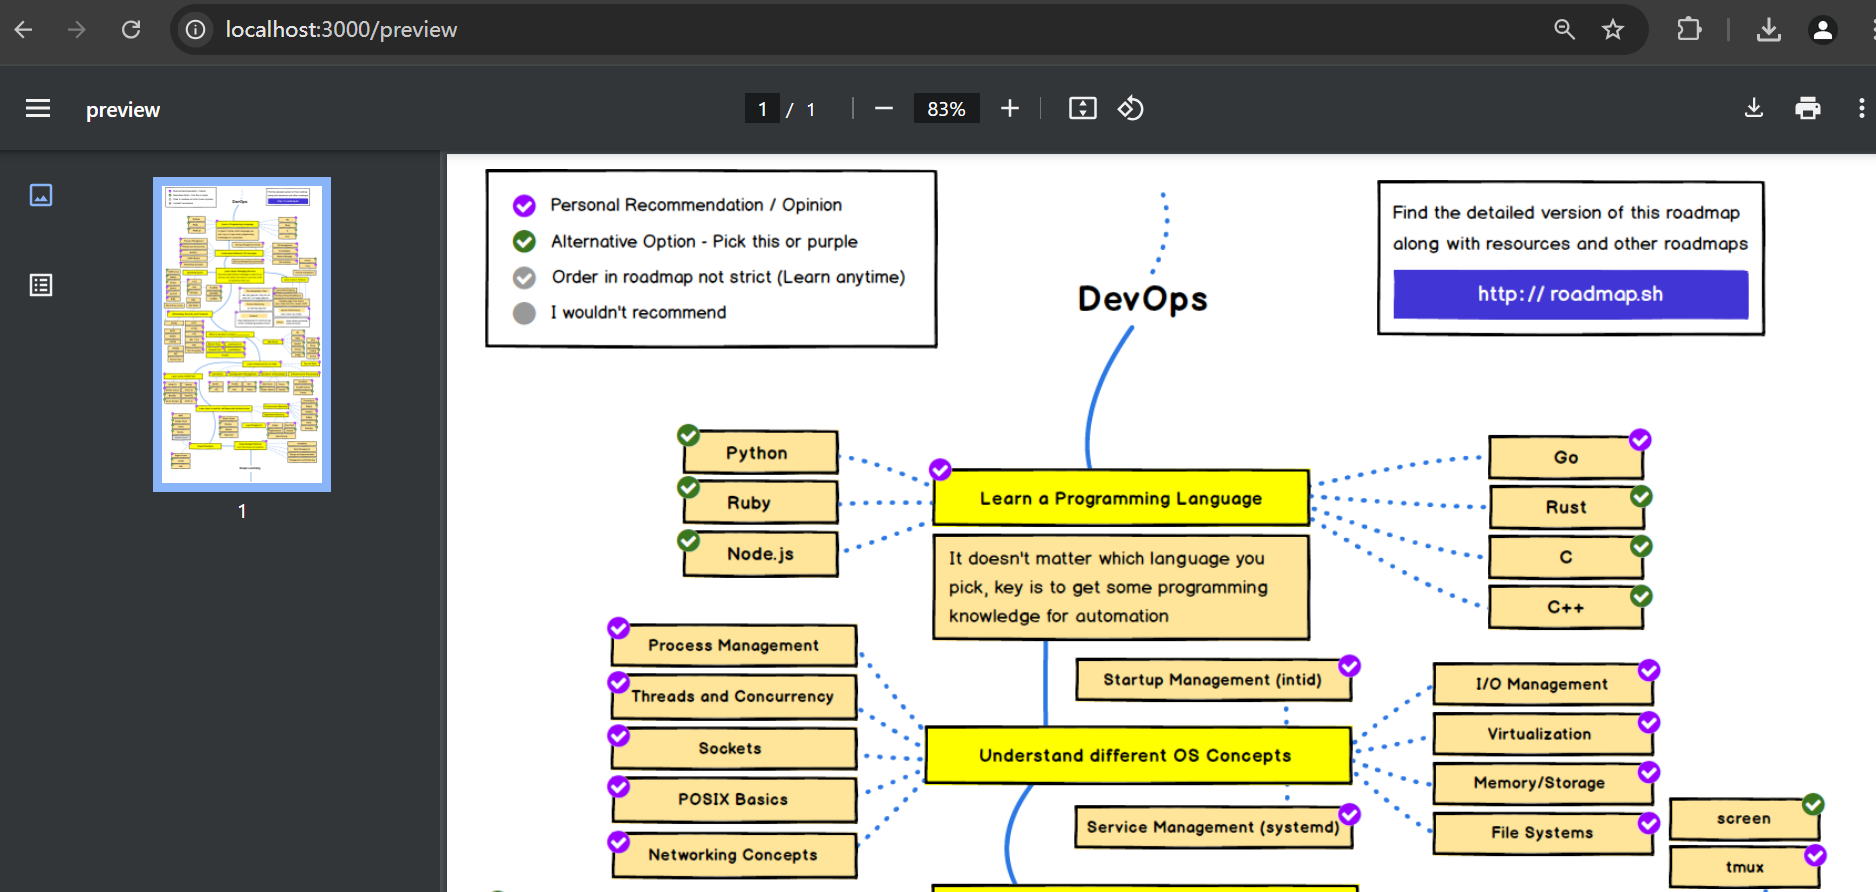 localhost:3000/preview
preview
1 / 1
83%
1
Personal Recommendation / Opinion
Alternative Option - Pick this or purple
Order in roadmap not strict (Learn anytime)
I wouldn't recommend
DevOps
Find the detailed version of this roadmap
along with resources and other roadmaps
http:// roadmap.sh
Python
Ruby
Node.js
Learn a Programming Language
It doesn't matter which language you
pick, key is to get some programming
knowledge for automation
Go
Rust
C
C++
Process Management
Threads and Concurrency
Sockets
POSIX Basics
Networking Concepts
Startup Management (intid)
Understand different OS Concepts
Service Management (systemd)
I/O Management
Virtualization
Memory/Storage
File Systems
screen
tmux